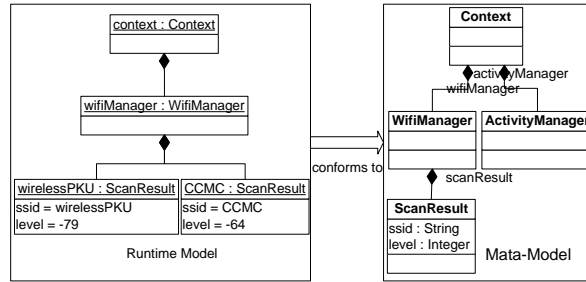 context : Context
wifiManager : WifiManager
wirelessPKU : ScanResult
ssid = wirelessPKU
level = -79
CCMC : ScanResult
ssid = CCMC
level = -64
Runtime Model
conforms to
Context
activityManager
wifiManager
WifiManager
ActivityManager
scanResult
ScanResult
ssid : String
level : Integer
Mata-Model